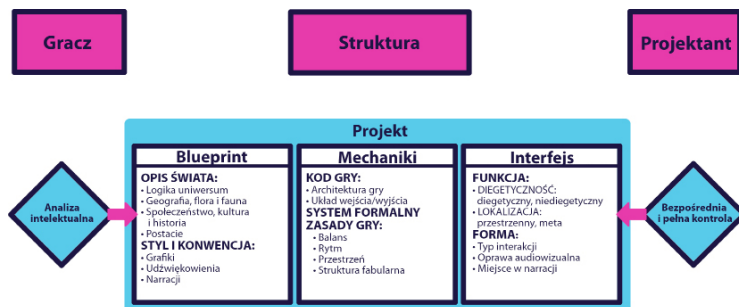 Gracz
Struktura
Projektant
Projekt
Blueprint
OPIS ŚWIATA:
• Logika uniwersum
• Geografia, flora i fauna
• Społeczeństwo, kultura
i historia
• Postacie
STYL I KONWENCJA:
• Grafiki
• Udźwiękowienia
• Narracji
Mechaniki
KOD GRY:
• Architektura gry
• Układ wejścia/wyjścia
SYSTEM FORMALNY
ZASADY GRY:
• Balans
• Rytm
• Przestrzeń
• Struktura fabularna
Interfejs
FUNKCJA:
• DIEGETYCZNOŚĆ:
diegetyczny, niediegetyczny
• LOKALIZACJA:
przestrzenny, meta
FORMA:
• Typ interakcji
• Oprawa audiowizualna
• Miejsce w narracji
Analiza
intelektualna
Bezpośrednia
i pełna kontrola